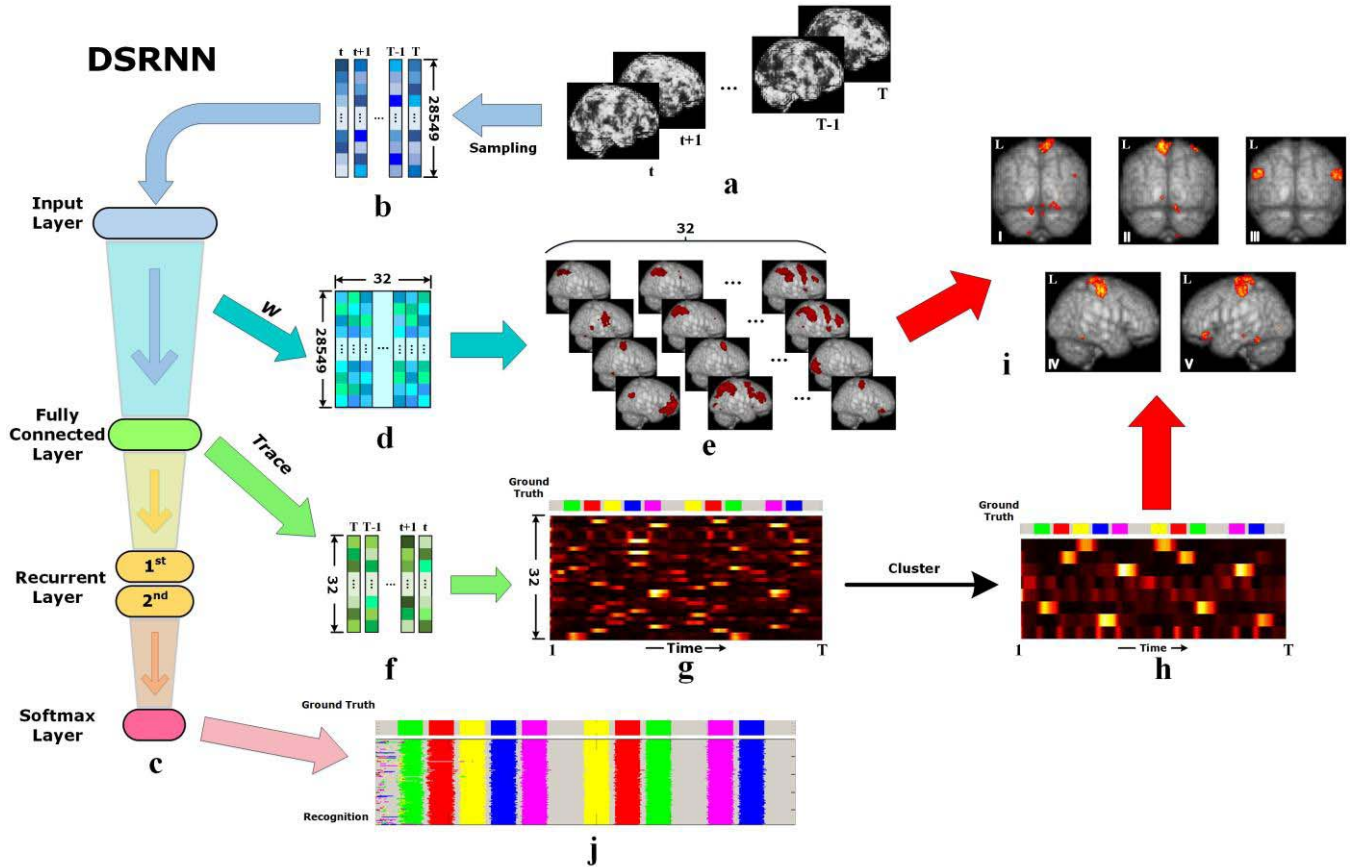 DSRNN
t t+1 T-1 T
28549
...
b
Sampling
t
t+1
...
T-1
T
a
Input
Layer
W
32
28549
...
d
32
...
...
...
...
e
L
I
L
II
L
III
L
IV
L
V
i
Fully
Connected
Layer
Trace
T T-1 t+1 t
32
...
f
Ground
Truth
32
1
Time
T
g
Cluster
Ground
Truth
1
Time
T
h
Recurrent
Layer
1st
2nd
Softmax
Layer
c
Ground Truth
Recognition
j